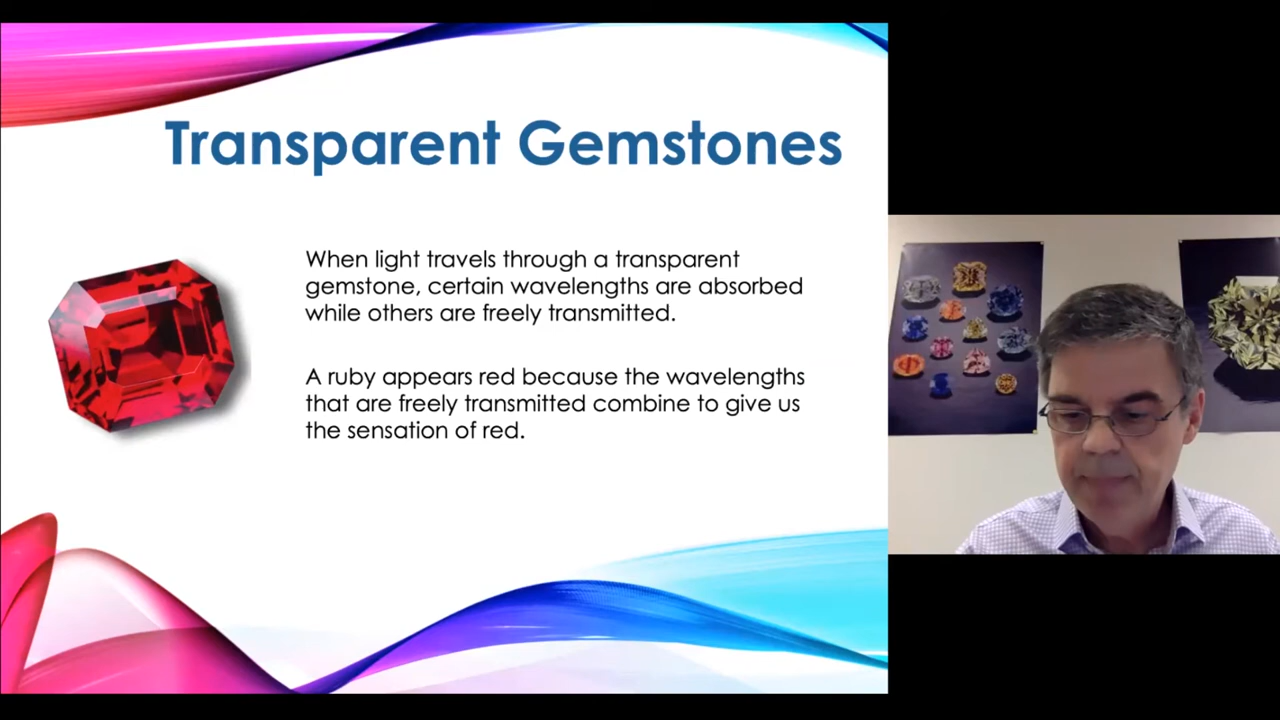 Transparent Gemstones
When light travels through a transparent
gemstone, certain wavelengths are absorbed
while others are freely transmitted.
A ruby appears red because the wavelengths
that are freely transmitted combine to give us
the sensation of red.